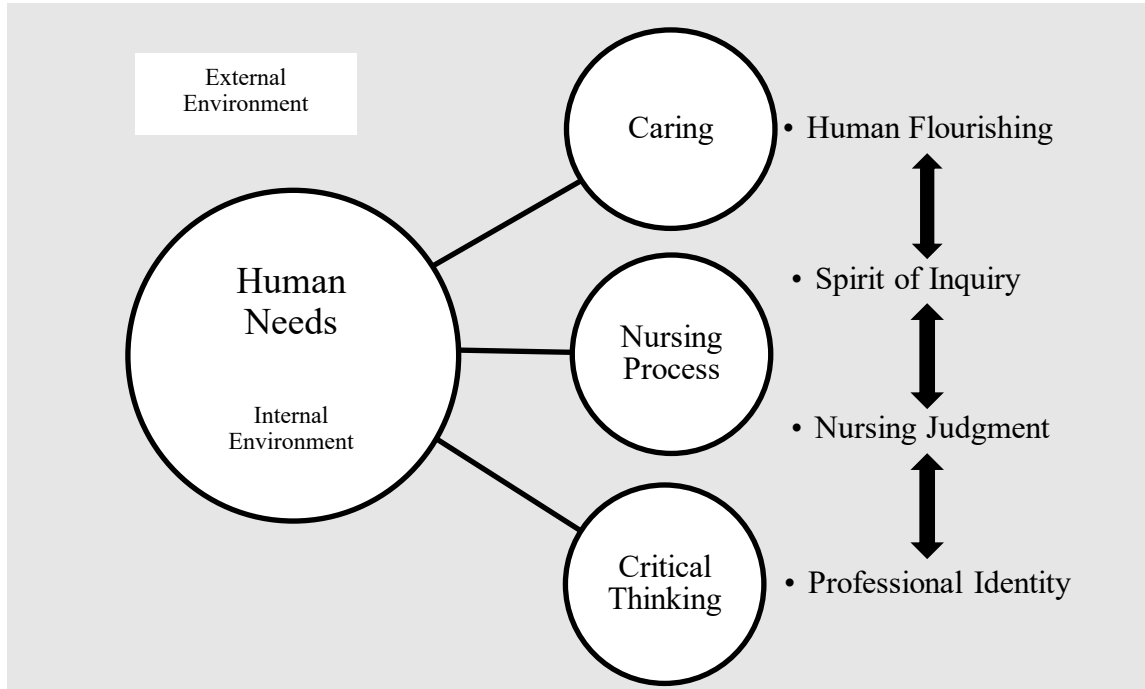 External
Environment
Caring
• Human Flourishing
Human
Needs
• Spirit of Inquiry
Nursing
Process
Internal
Environment
• Nursing Judgment
Critical
Thinking
• Professional Identity